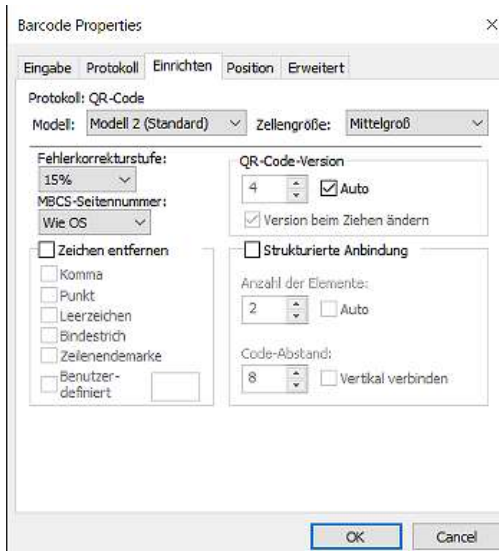 Barcode Properties
Eingabe Protokoll Einrichten Position Erweitert
Protokoll: QR-Code
Modell: Modell 2 (Standard) Zellengröße: Mittelgroß
Fehlerkorrekturstufe:
15%
MBCS-Seitennummer:
Wie OS
QR-Code-Version
4 Auto
Version beim Ziehen ändern
Zeichen entfernen
Komma
Punkt
Leerzeichen
Bindestrich
Zeilenendemarke
Benutzer-
definiert
Strukturierte Anbindung
Anzahl der Elemente:
2 Auto
Code-Abstand:
8 Vertikal verbinden
OK Cancel